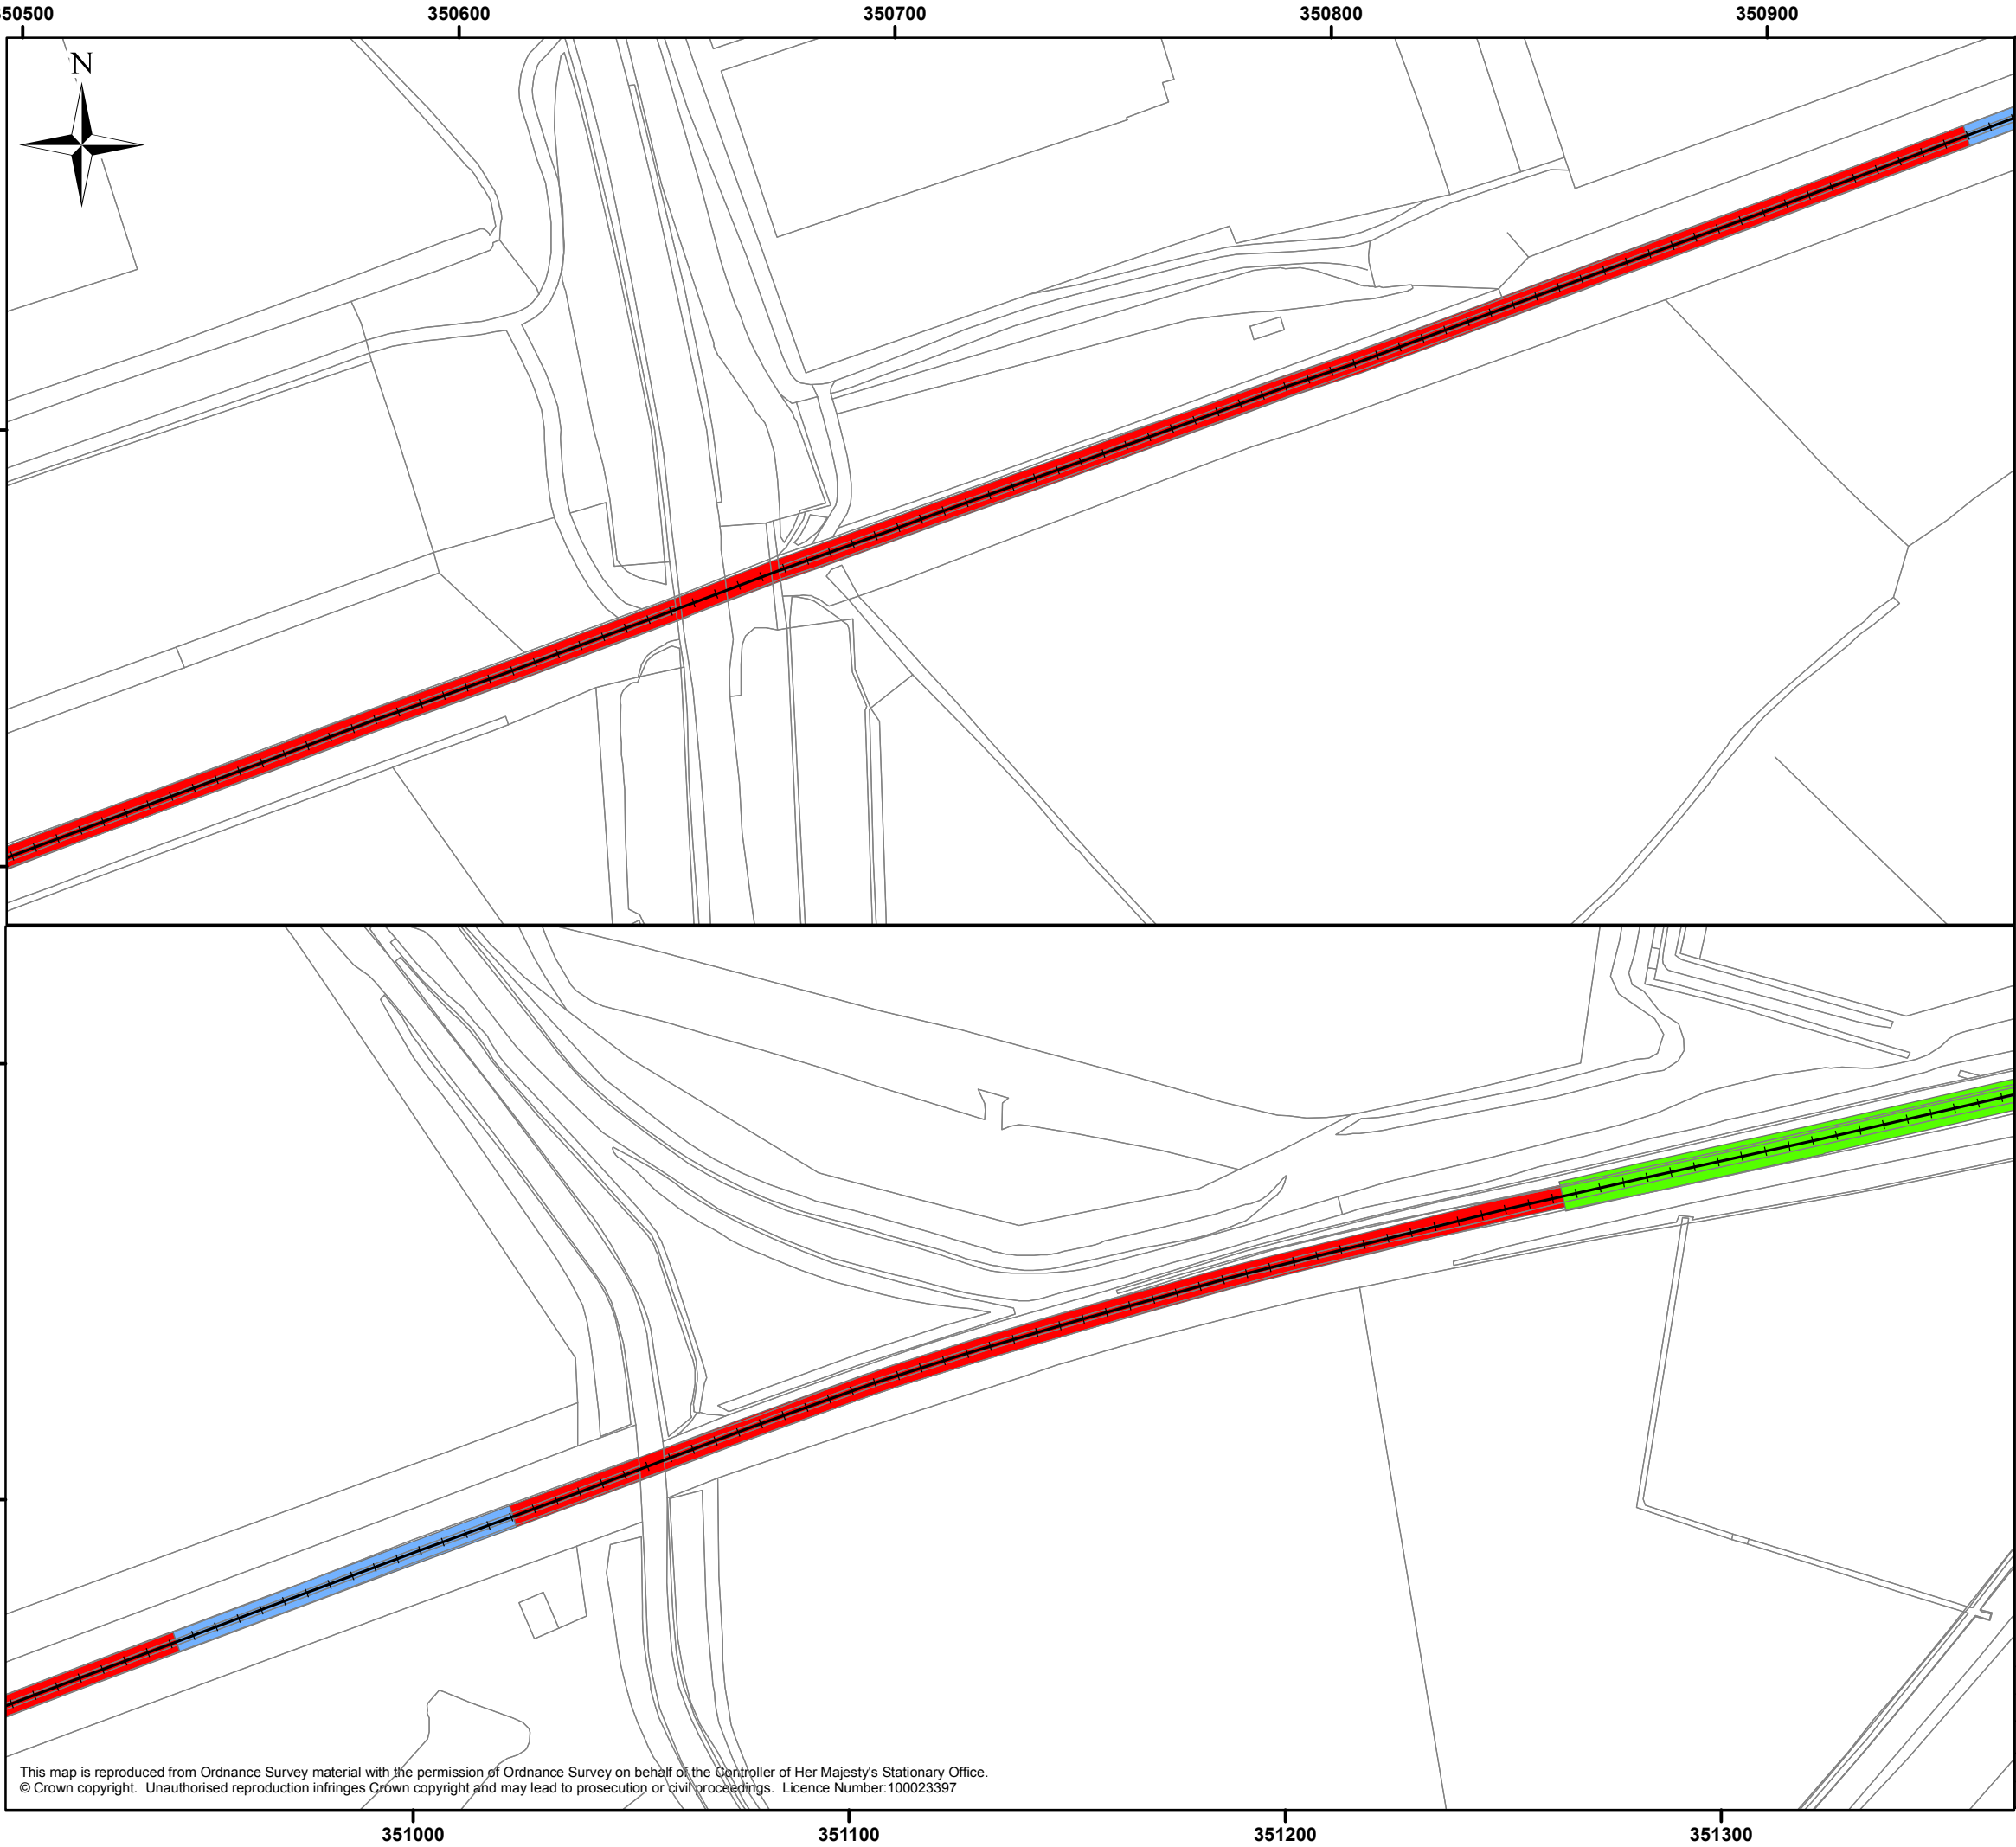 50500 350600 350700 350800 350900
N
This map is reproduced from Ordnance Survey material with the permission of Ordnance Survey on behalf of the Controller of Her Majesty's Stationary Office.
© Crown copyright. Unauthorised reproduction infringes Crown copyright and may lead to prosecution or civil proceedings. Licence Number:100023397
351000 351100 351200 351300